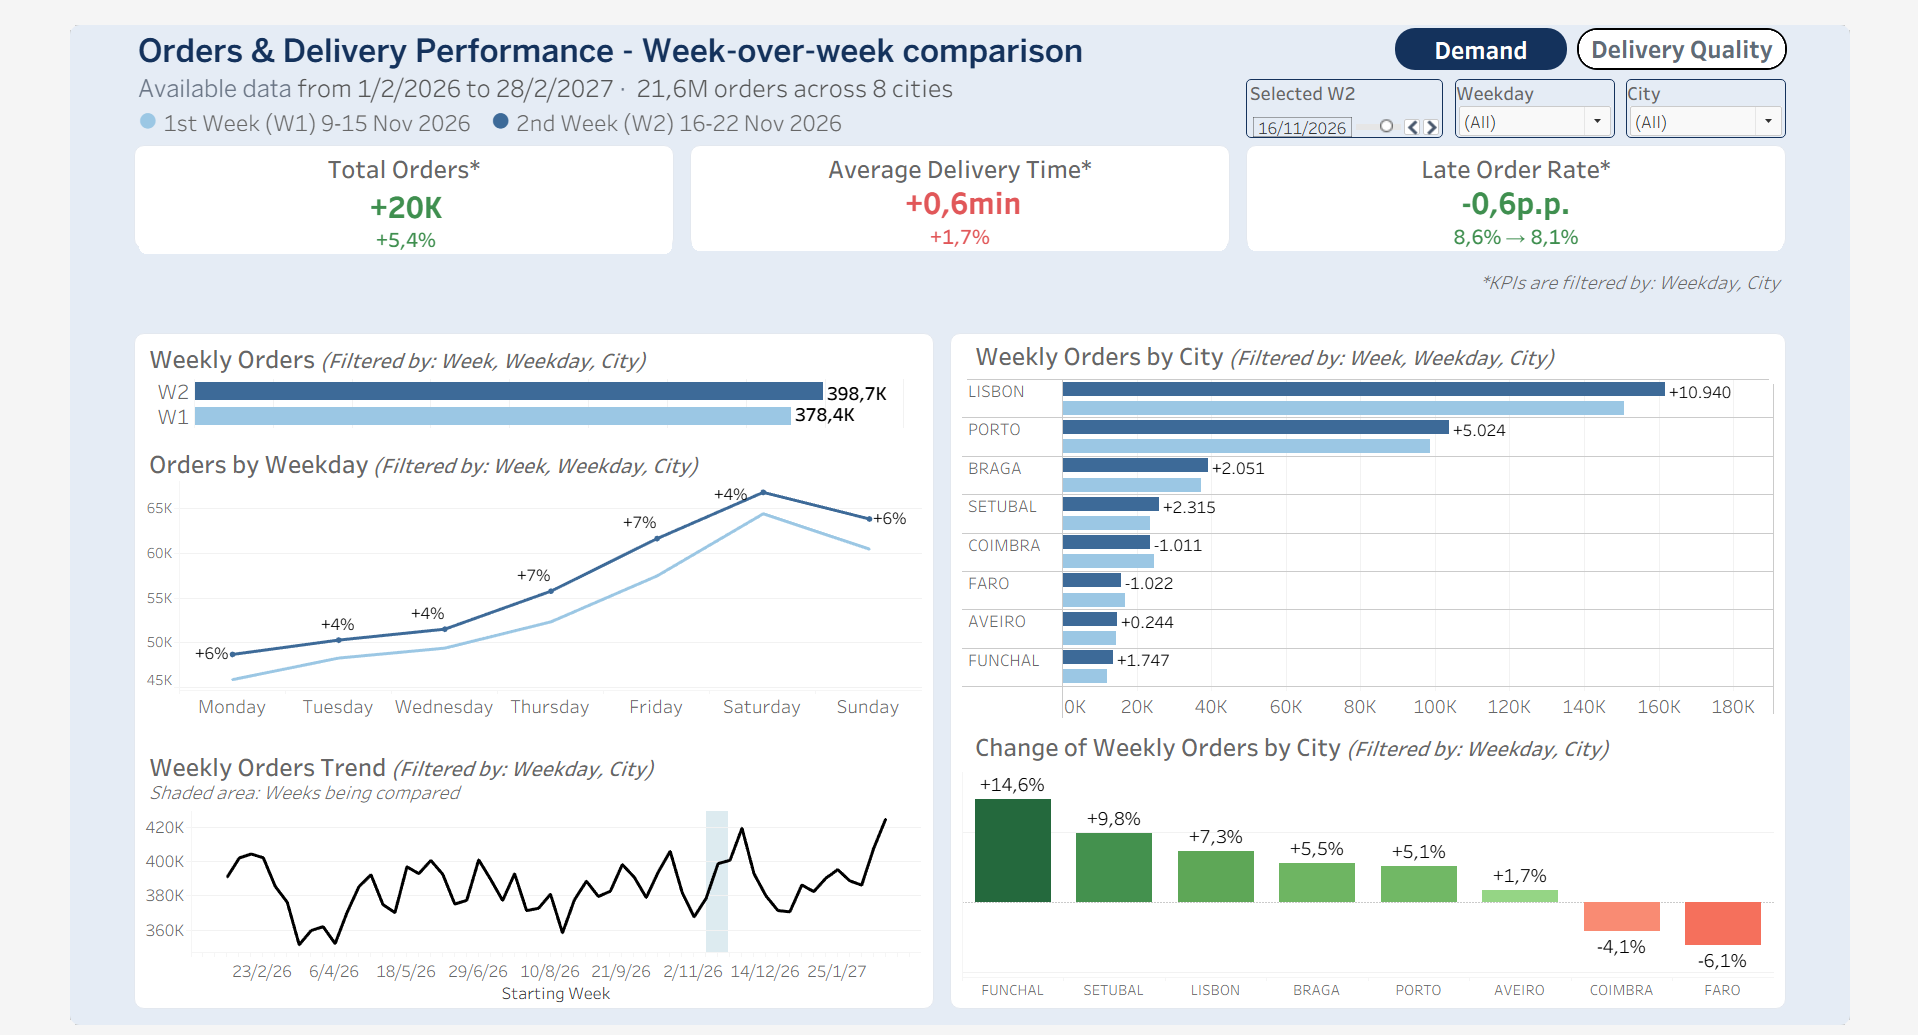 Orders & Delivery Performance - Week-over-week comparison
Demand
Delivery Quality
Available data from 1/2/2026 to 28/2/2027 · 21,6M orders across 8 cities
1st Week (W1) 9-15 Nov 2026
2nd Week (W2) 16-22 Nov 2026
Selected W2
16/11/2026
Weekday
(All)
City
(All)
Total Orders*
+20K
+5,4%
Average Delivery Time*
+0,6min
+1,7%
Late Order Rate*
-0,6p.p.
8,6% → 8,1%
*KPIs are filtered by: Weekday, City
Weekly Orders (Filtered by: Week, Weekday, City)
W2 398,7K
W1 378,4K
Orders by Weekday (Filtered by: Week, Weekday, City)
65K
60K
55K
50K
45K
+6%
+4%
+4%
+7%
+7%
+4%
+6%
Monday Tuesday Wednesday Thursday Friday Saturday Sunday
Weekly Orders Trend (Filtered by: Weekday, City)
Shaded area: Weeks being compared
420K
400K
380K
360K
23/2/26 6/4/26 18/5/26 29/6/26 10/8/26 21/9/26 2/11/26 14/12/26 25/1/27
Starting Week
Weekly Orders by City (Filtered by: Week, Weekday, City)
LISBON +10.940
PORTO +5.024
BRAGA +2.051
SETUBAL +2.315
COIMBRA -1.011
FARO -1.022
AVEIRO +0.244
FUNCHAL +1.747
0K 20K 40K 60K 80K 100K 120K 140K 160K 180K
Change of Weekly Orders by City (Filtered by: Weekday, City)
+14,6%
+9,8%
+7,3%
+5,5%
+5,1%
+1,7%
-4,1%
-6,1%
FUNCHAL SETUBAL LISBON BRAGA PORTO AVEIRO COIMBRA FARO